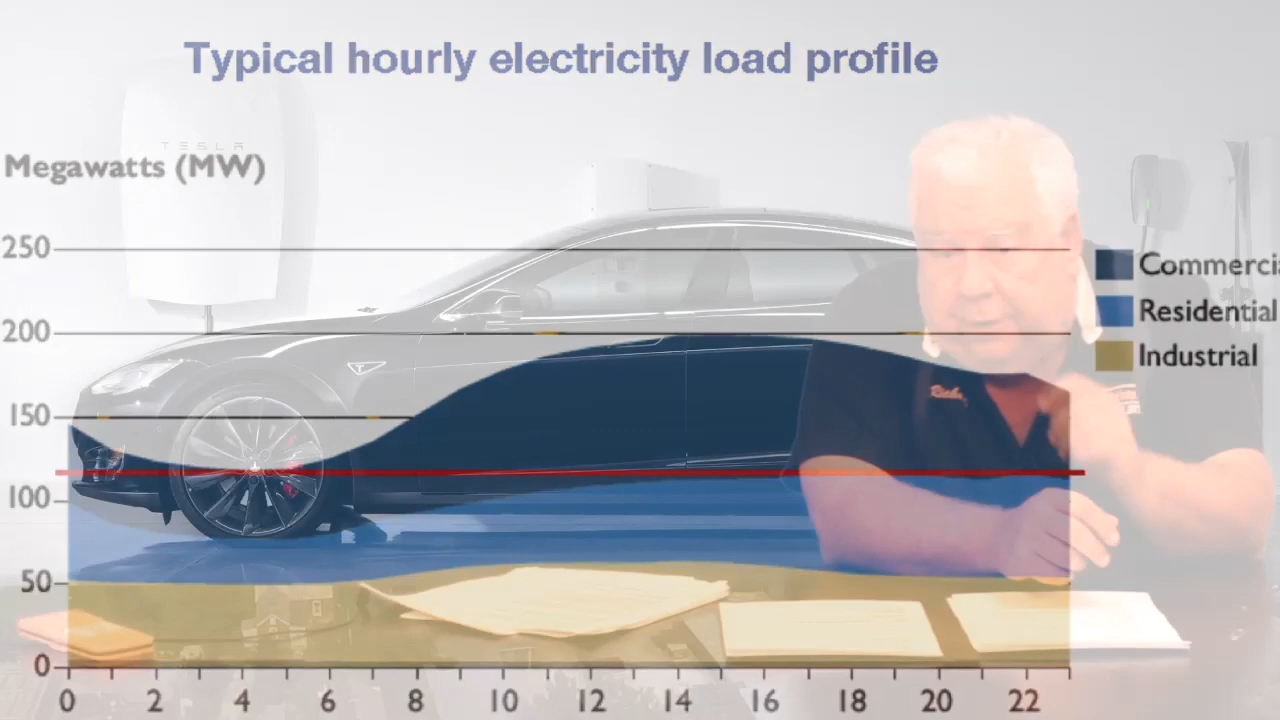 Typical hourly electricity load profile
TESLA
Megawatts (MW)
250
200
150
100
50
0
0 2 4 6 8 10 12 14 16 18 20 22
Commercia
Residential
Industrial